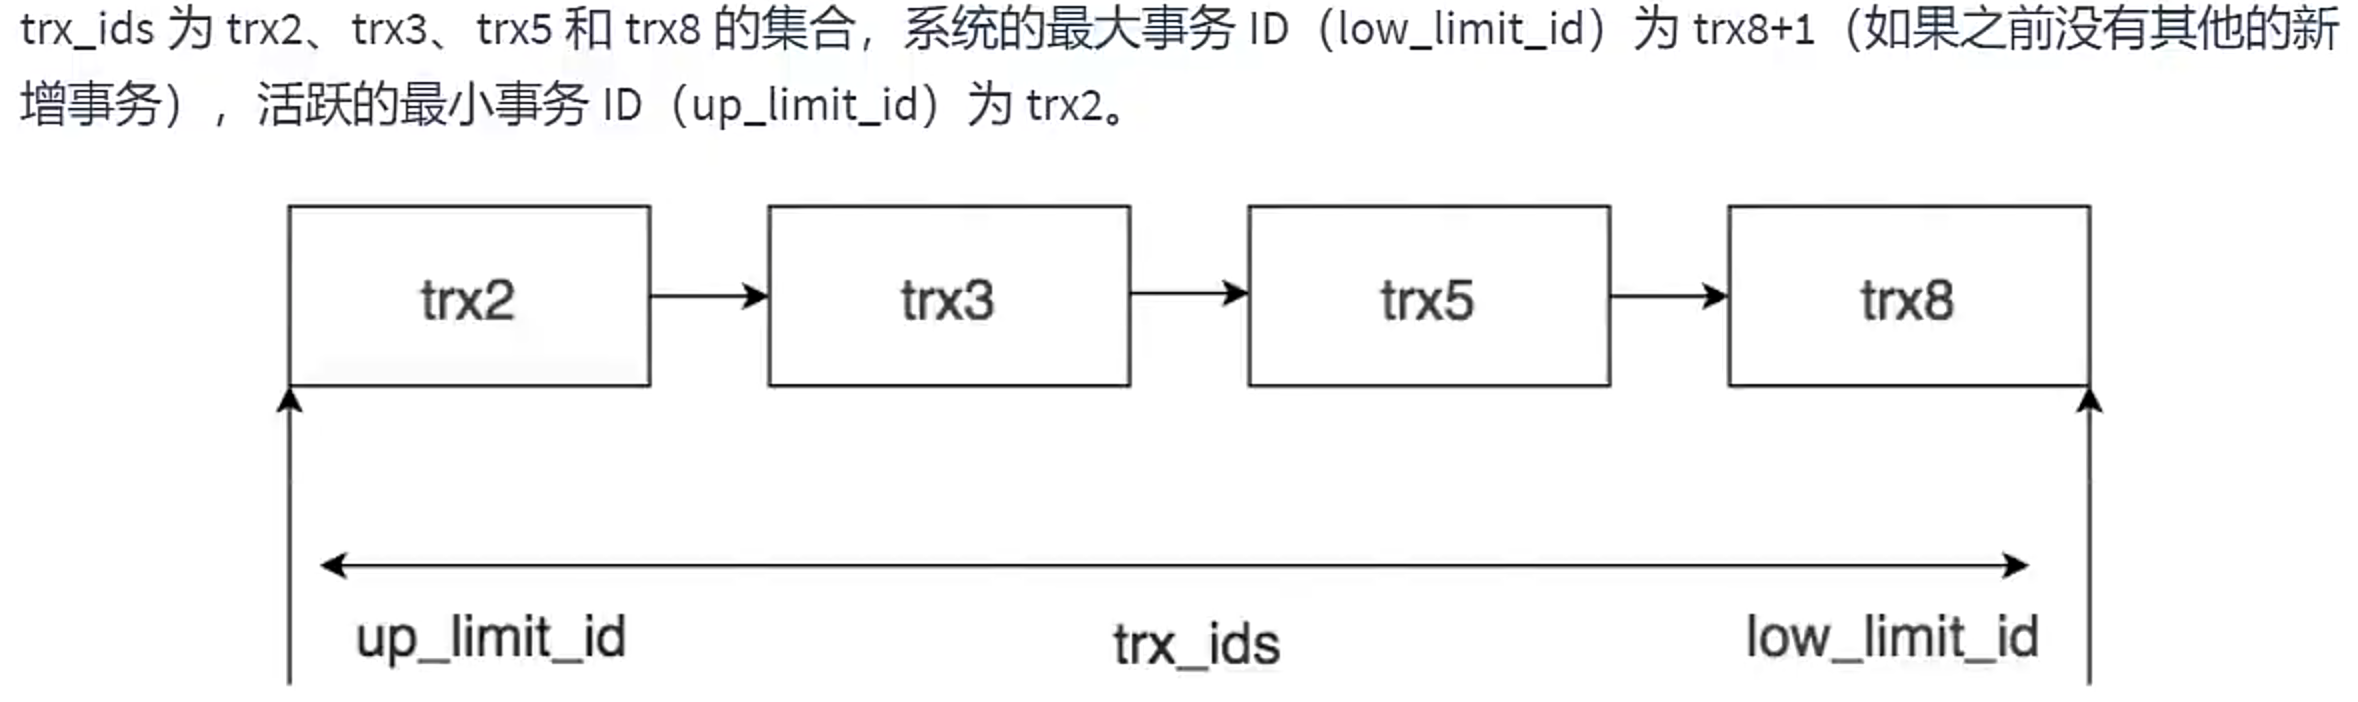 trx_ids 为 trx2、trx3、trx5 和 trx8 的集合，系统的最大事务 ID（low_limit_id）为 trx8+1（如果之前没有其他的新
增事务），活跃的最小事务 ID（up_limit_id）为 trx2。
trx2
trx3
trx5
trx8
up_limit_id
trx_ids
low_limit_id